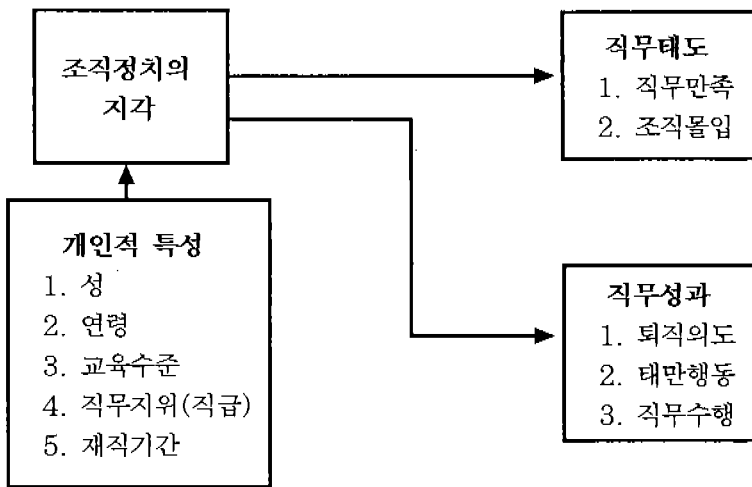 조직정치의
지각
직무태도
1. 직무만족
2. 조직몰입
개인적 특성
1. 성
2. 연령
3. 교육수준
4. 직무지위(직급)
5. 재직기간
직무성과
1. 퇴직의도
2. 태만행동
3. 직무수행